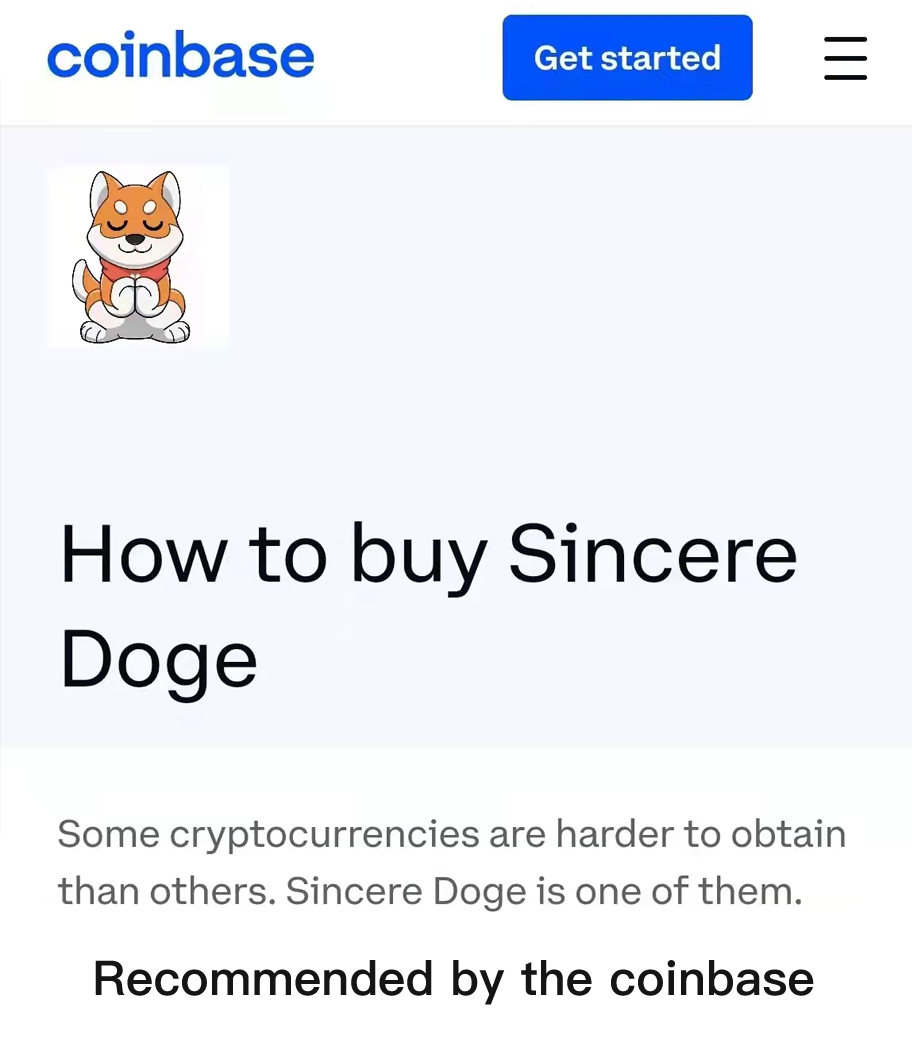 coinbase
Get started
How to buy Sincere
Doge
Some cryptocurrencies are harder to obtain
than others. Sincere Doge is one of them.
Recommended by the coinbase